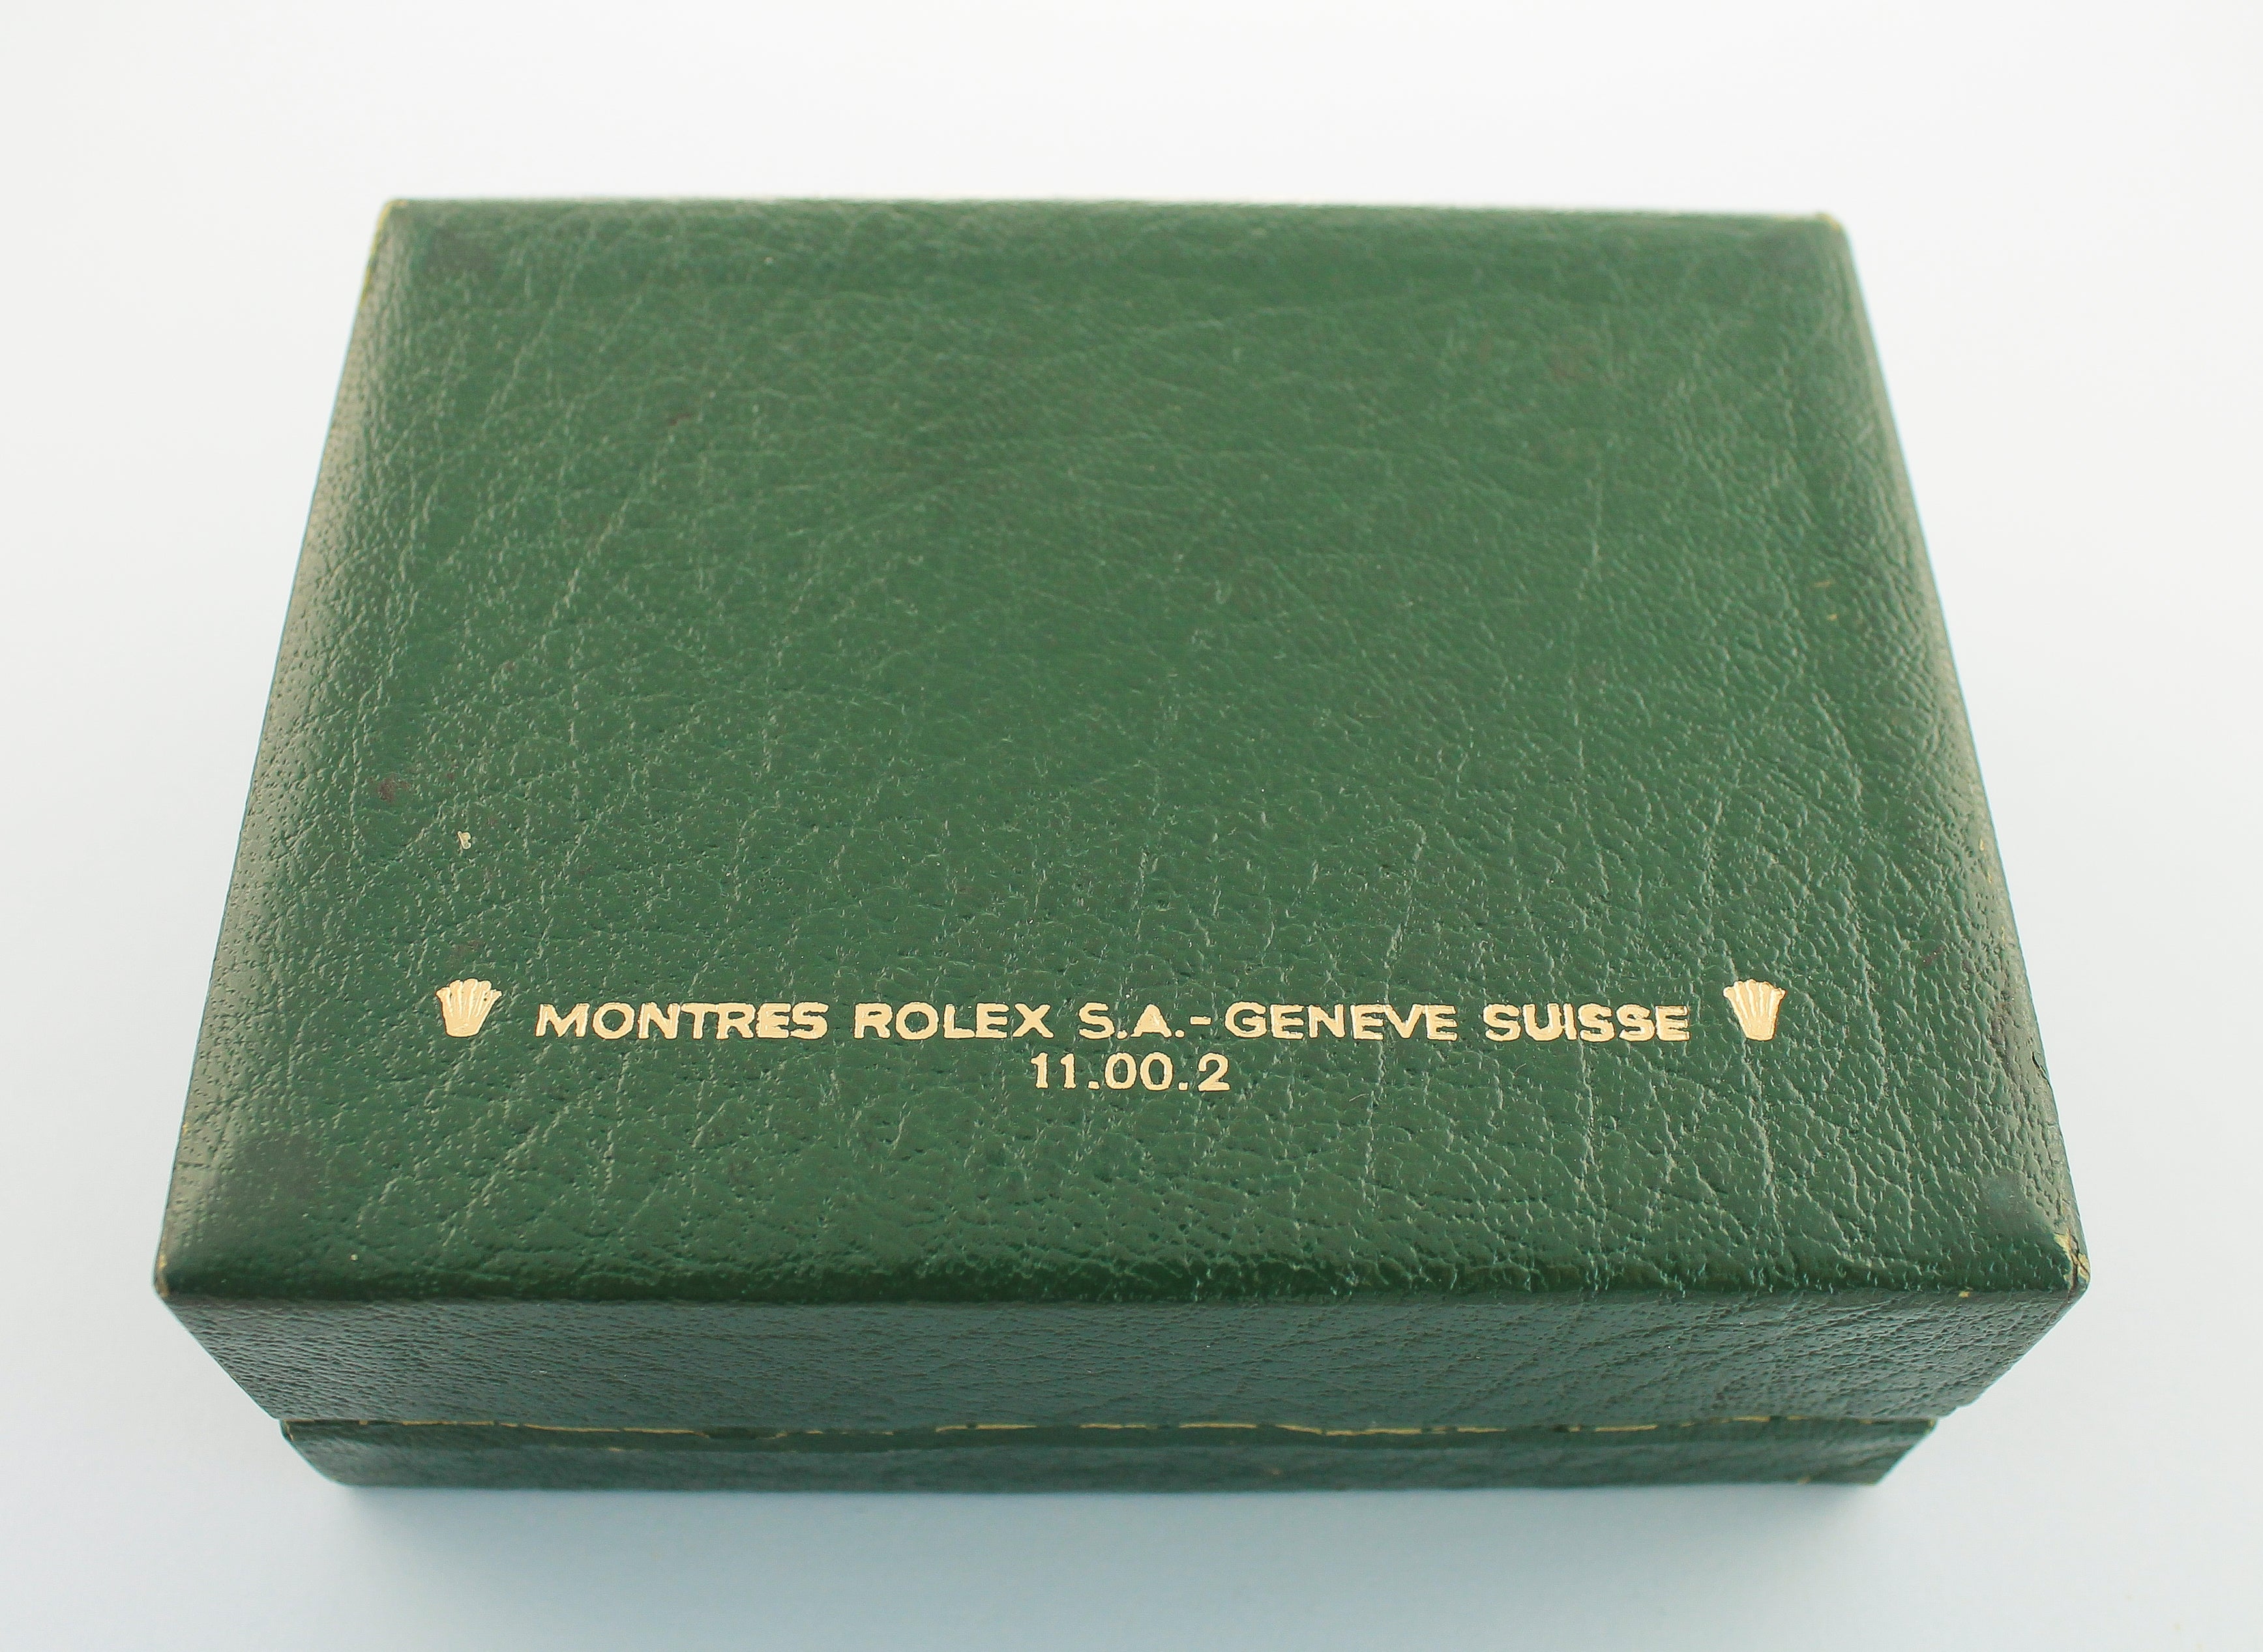 MONTRES ROLEX S.A.-GENEVE SUISSE
11.00.2